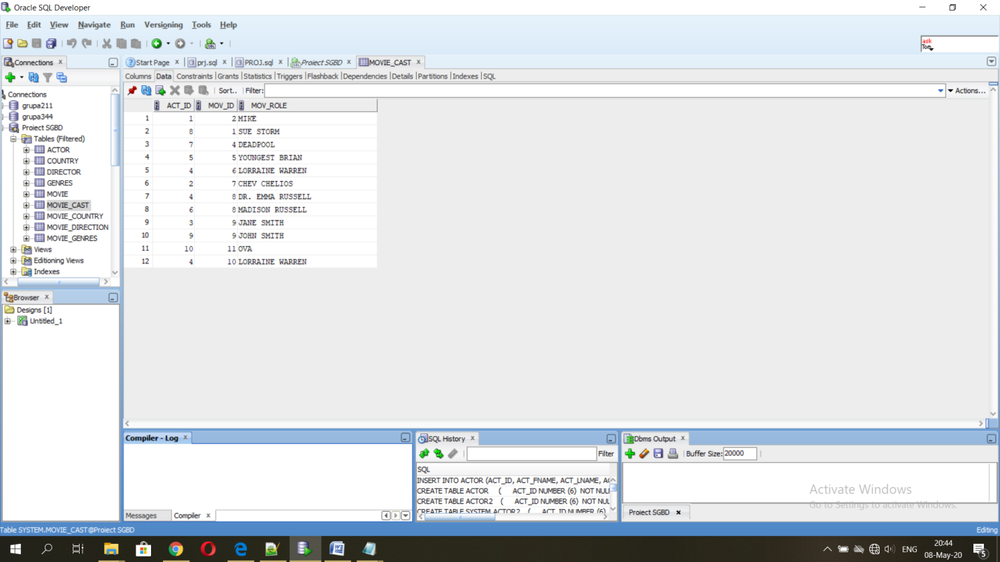 Oracle SQL Developer
File Edit View Navigate Run Versioning Tools Help
ask
Tom
Connections x
Start Page x
prj.sql x
PROJ.sql x
Proiect SGBD x
MOVIE_CAST x
Columns Data Constraints Grants Statistics Triggers Flashback Dependencies Details Partitions Indexes SQL
Sort.. Filter: Actions...
Connections
grupa211
grupa344
Proiect SGBD
Tables (Filtered)
ACTOR
COUNTRY
DIRECTOR
GENRES
MOVIE
MOVIE_CAST
MOVIE_COUNTRY
MOVIE_DIRECTION
MOVIE_GENRES
Views
Editioning Views
Indexes
ACT_ID MOV_ID MOV_ROLE
1 1 2 MIKE
2 8 1 SUE STORM
3 7 4 DEADPOOL
4 5 5 YOUNGEST BRIAN
5 4 6 LORRAINE WARREN
6 2 7 CHEV CHELIOS
7 4 8 DR. EMMA RUSSELL
8 6 8 MADISON RUSSELL
9 3 9 JANE SMITH
10 9 9 JOHN SMITH
11 10 11 OVA
12 4 10 LORRAINE WARREN
Browser x
Designs [1]
Untitled_1
Compiler - Log x
Messages Compiler x
SQL History x
Filter
SQL
INSERT INTO ACTOR (ACT_ID, ACT_FNAME, ACT_LNAME,
CREATE TABLE ACTOR ( ACT_ID NUMBER (6) NOT NUL
CREATE TABLE ACTOR2 ( ACT_ID NUMBER (6) NOT NUL
CREATE TABLE SYSTEM.ACTOR2 ( ACT_ID NUMBER (6)
Dbms Output x
Buffer Size: 20000
Proiect SGBD x
Activate Windows
Go to Settings to activate Windows.
Table SYSTEM.MOVIE_CAST@Proiect SGBD
Editing
ENG
20:44
08-May-20
5